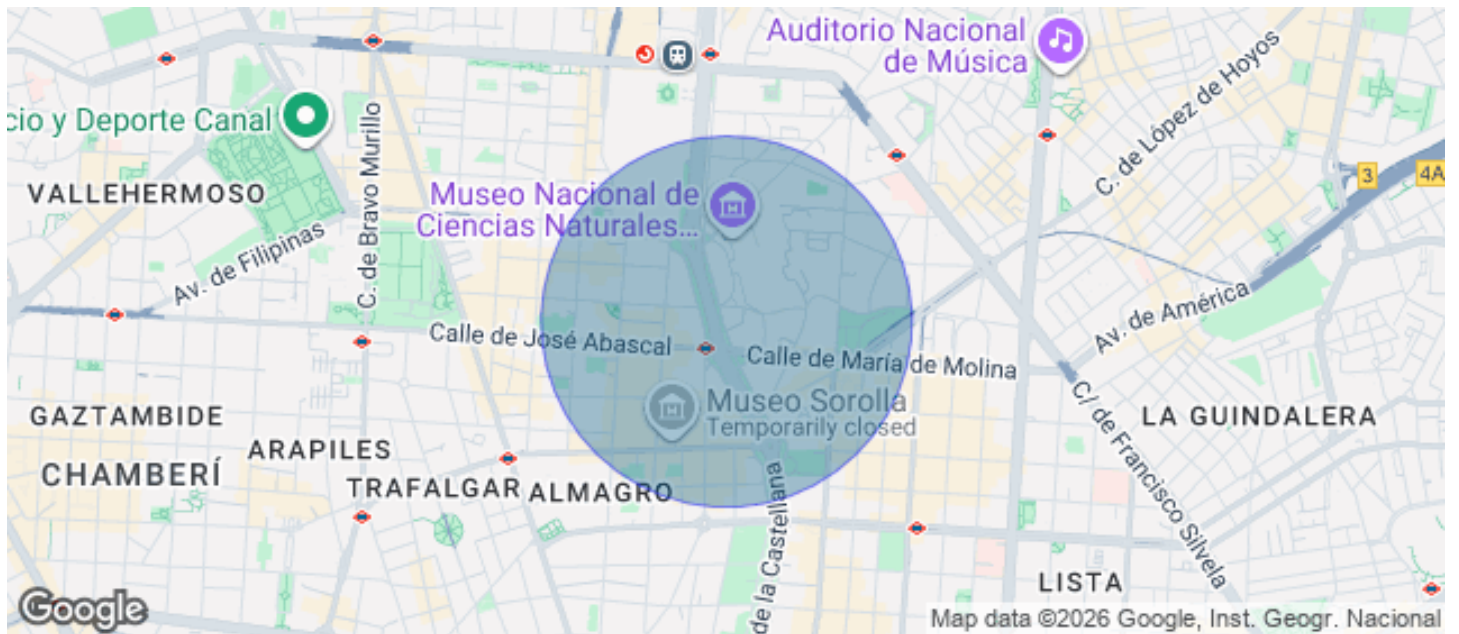 Auditorio Nacional
de Música
C. de López de Hoyos
cio y Deporte Canal
C. de Bravo Murillo
3
4A
VALLEHERMOSO
Museo Nacional de
Ciencias Naturales...
Av. de Filipinas
Av. de América
Calle de José Abascal
Calle de María de Molina
Museo Sorolla
Temporarily closed
GAZTAMBIDE
LA GUINDALERA
ARAPILES
CHAMBERÍ
TRAFALGAR
ALMAGRO
C/ de Francisco Silvela
de la Castellana
LISTA
Google
Map data ©2026 Google, Inst. Geogr. Nacional